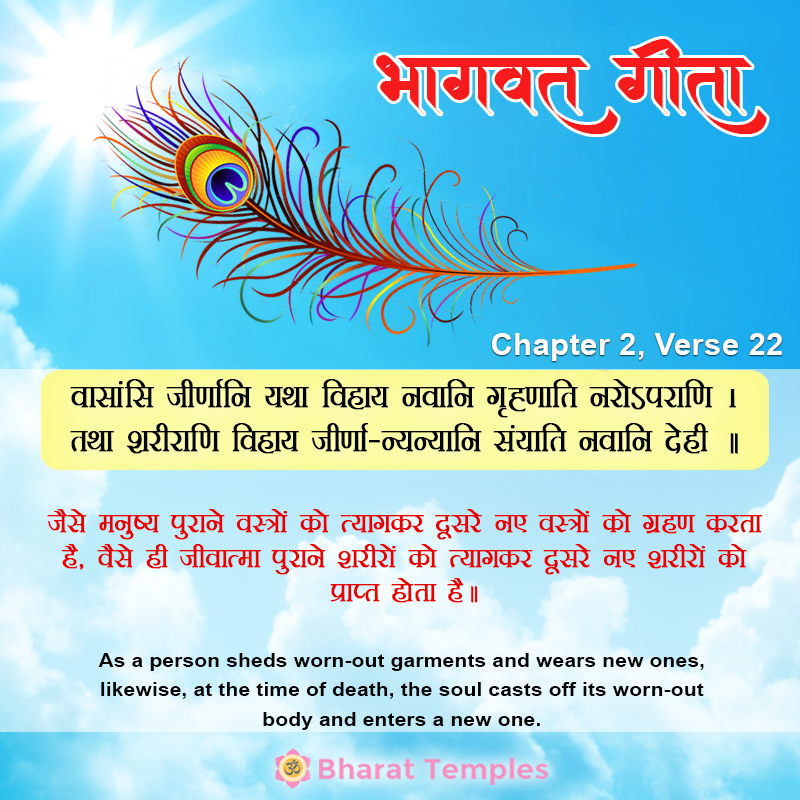 भागवत गीता
Chapter 2, Verse 22
वासांसि जीर्णानि यथा विहाय नवानि गृह्णाति नरोऽपराणि ।
तथा शरीराणि विहाय जीर्णा-न्यन्यानि संयाति नवानि देही ॥
जैसे मनुष्य पुराने वस्त्रों को त्यागकर दूसरे नए वस्त्रों को ग्रहण करता
है, वैसे ही जीवात्मा पुराने शरीरों को त्यागकर दूसरे नए शरीरों को
प्राप्त होता है॥
As a person sheds worn-out garments and wears new ones,
likewise, at the time of death, the soul casts off its worn-out
body and enters a new one.
ॐ Bharat Temples